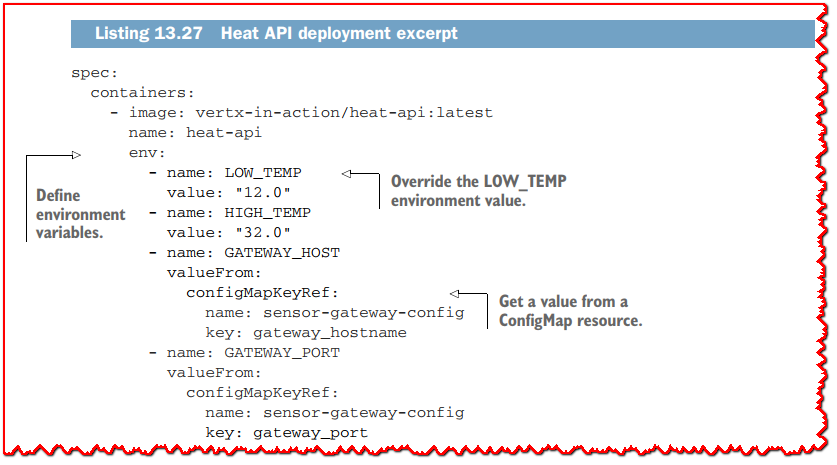 Listing 13.27 Heat API deployment excerpt
spec:
  containers:
    - image: vertx-in-action/heat-api:latest
      name: heat-api
      env:
        - name: LOW_TEMP
          value: "12.0"
        - name: HIGH_TEMP
          value: "32.0"
        - name: GATEWAY_HOST
          valueFrom:
            configMapKeyRef:
              name: sensor-gateway-config
              key: gateway_hostname
        - name: GATEWAY_PORT
          valueFrom:
            configMapKeyRef:
              name: sensor-gateway-config
              key: gateway_port
Define
environment
variables.
Override the LOW_TEMP
environment value.
Get a value from a
ConfigMap resource.